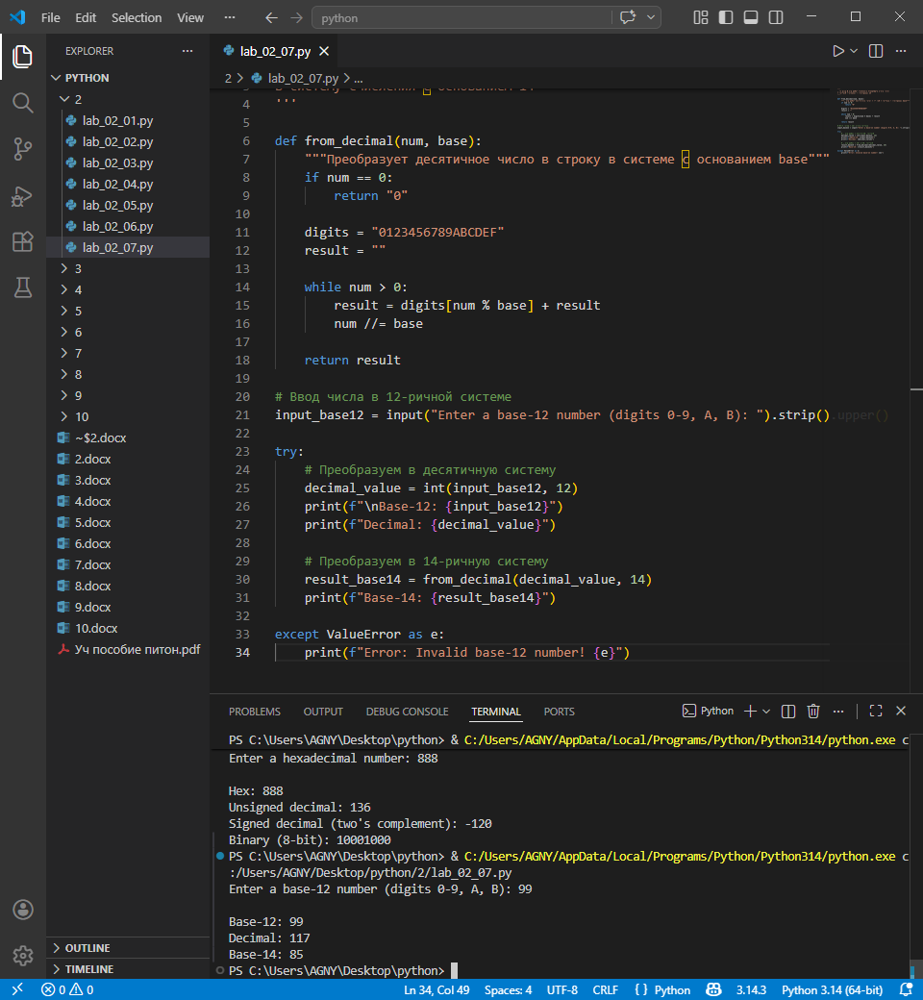 File Edit Selection View ··· python
EXPLORER ···
PYTHON
2
lab_02_01.py
lab_02_02.py
lab_02_03.py
lab_02_04.py
lab_02_05.py
lab_02_06.py
lab_02_07.py
3
4
5
6
7
8
9
10
~$2.docx
2.docx
3.docx
4.docx
5.docx
6.docx
7.docx
8.docx
9.docx
10.docx
Уч пособие питон.pdf
OUTLINE
TIMELINE
lab_02_07.py
2 > lab_02_07.py > ...
4 '''
5
6 def from_decimal(num, base):
7 """Преобразует десятичное число в строку в системе с основанием base"""
8 if num == 0:
9 return "0"
10
11 digits = "0123456789ABCDEF"
12 result = ""
13
14 while num > 0:
15 result = digits[num % base] + result
16 num //= base
17
18 return result
19
20 # Ввод числа в 12-ричной системе
21 input_base12 = input("Enter a base-12 number (digits 0-9, A, B): ").strip().upper()
22
23 try:
24 # Преобразуем в десятичную систему
25 decimal_value = int(input_base12, 12)
26 print(f"\nBase-12: {input_base12}")
27 print(f"Decimal: {decimal_value}")
28
29 # Преобразуем в 14-ричную систему
30 result_base14 = from_decimal(decimal_value, 14)
31 print(f"Base-14: {result_base14}")
32
33 except ValueError as e:
34 print(f"Error: Invalid base-12 number! {e}")
PROBLEMS OUTPUT DEBUG CONSOLE TERMINAL PORTS Python
PS C:\Users\AGNY\Desktop\python> & C:/Users/AGNY/AppData/Local/Programs/Python/Python314/python.exe c
Enter a hexadecimal number: 888
Hex: 888
Unsigned decimal: 136
Signed decimal (two's complement): -120
Binary (8-bit): 10001000
PS C:\Users\AGNY\Desktop\python> & C:/Users/AGNY/AppData/Local/Programs/Python/Python314/python.exe c
:/Users/AGNY/Desktop/python/2/lab_02_07.py
Enter a base-12 number (digits 0-9, A, B): 99
Base-12: 99
Decimal: 117
Base-14: 85
PS C:\Users\AGNY\Desktop\python>
0 0 Ln 34, Col 49 Spaces: 4 UTF-8 CRLF { } Python 3.14.3 Python 3.14 (64-bit)